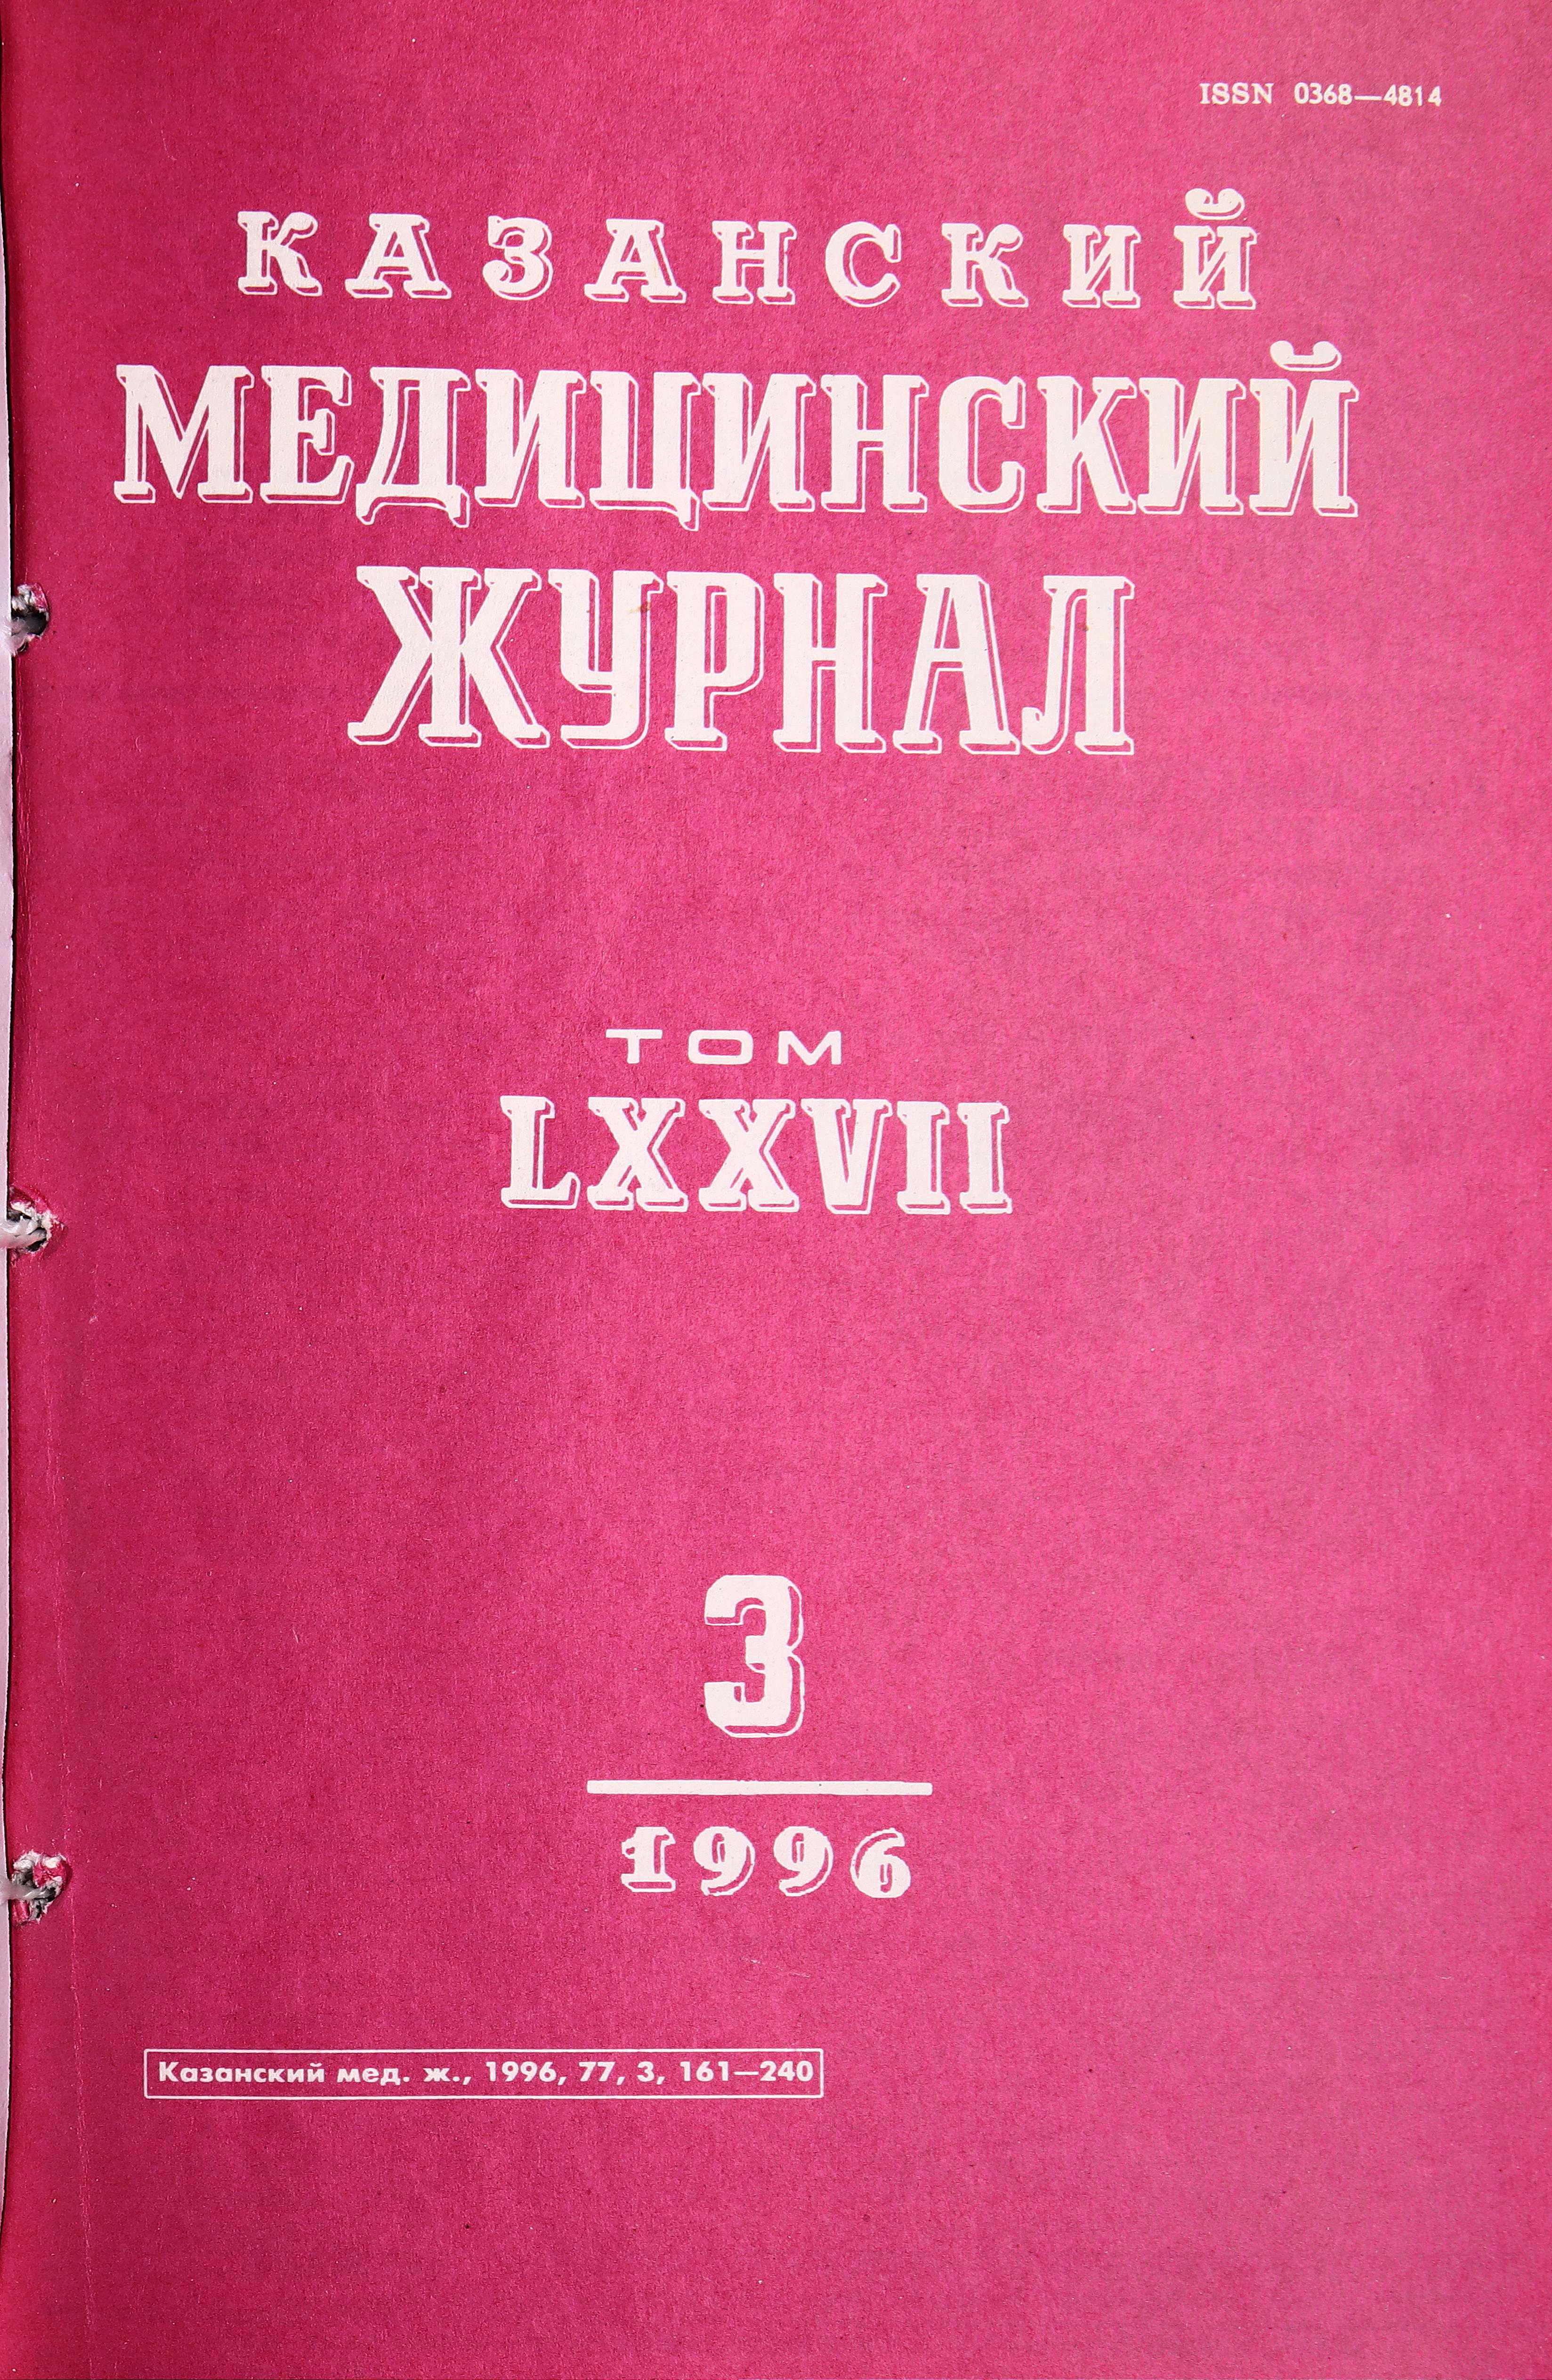 ISSN 0368—4814
КАЗАНСКИЙ
МЕДИЦИНСКИЙ
ЖУРНАЛ
ТОМ
LXXVII
3
1996
Казанский мед. ж., 1996, 77, 3, 161—240